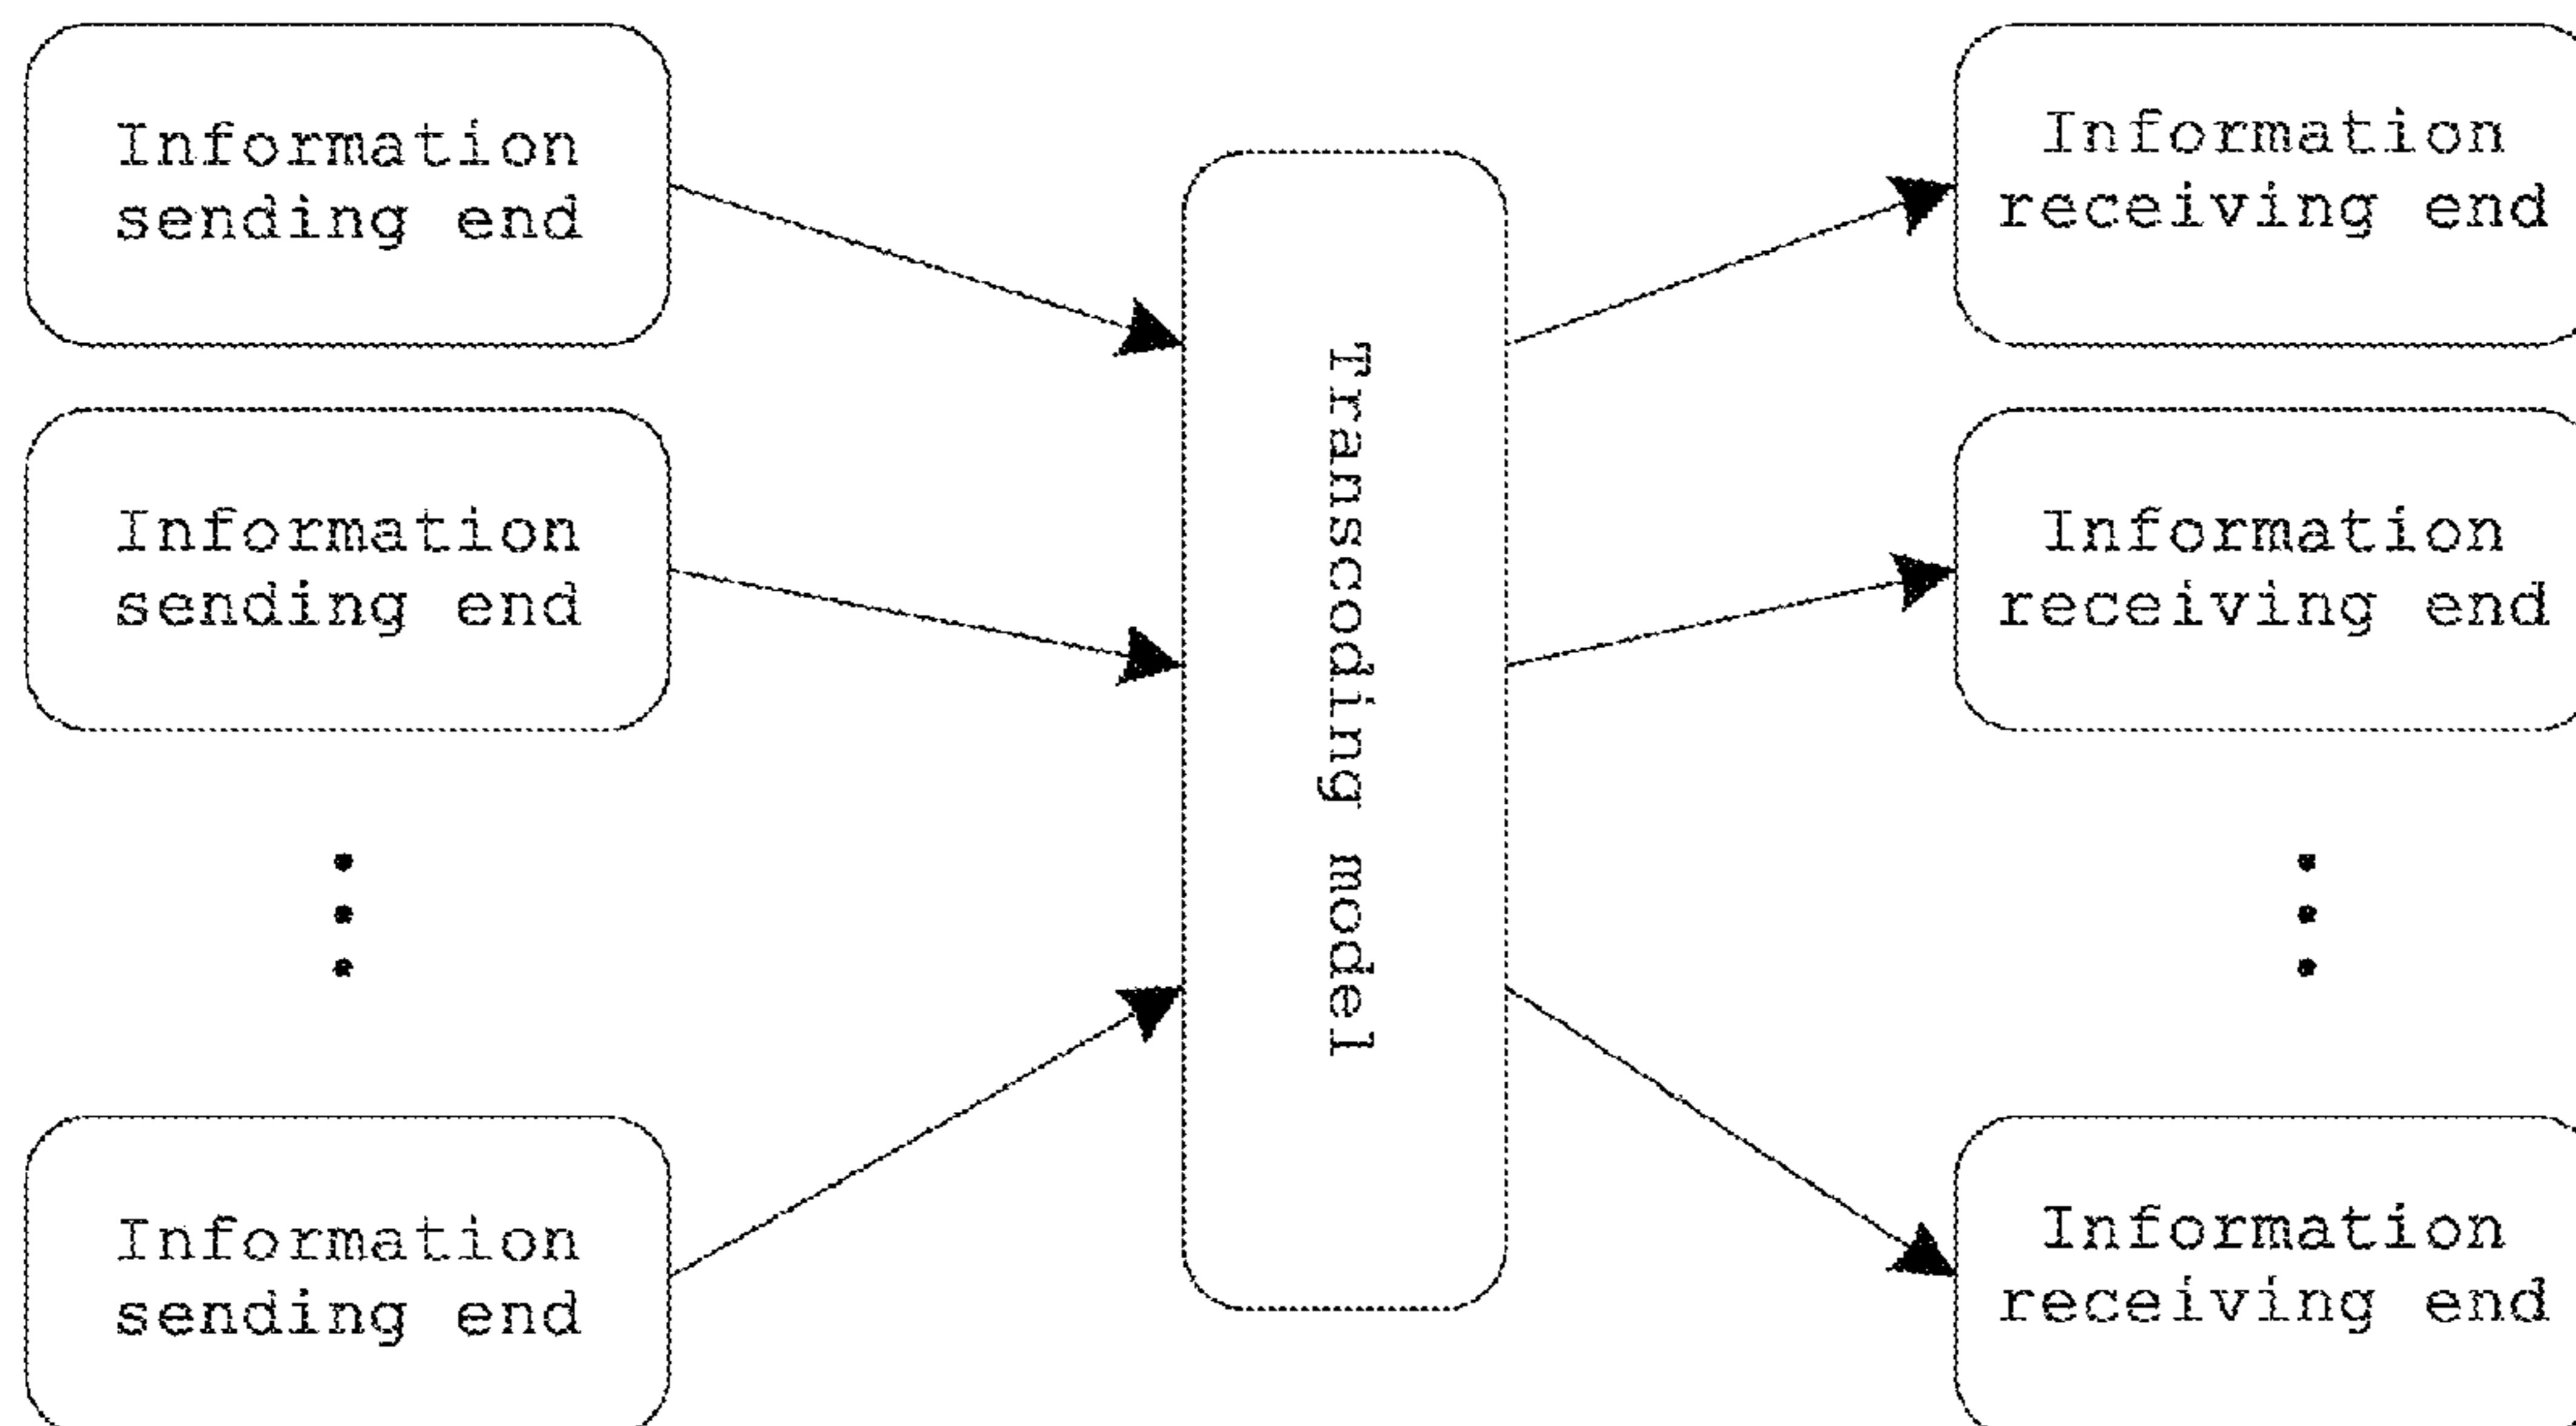 Information
sending end
Information
sending end
Information
sending end
Transcoding model
Information
receiving end
Information
receiving end
Information
receiving end